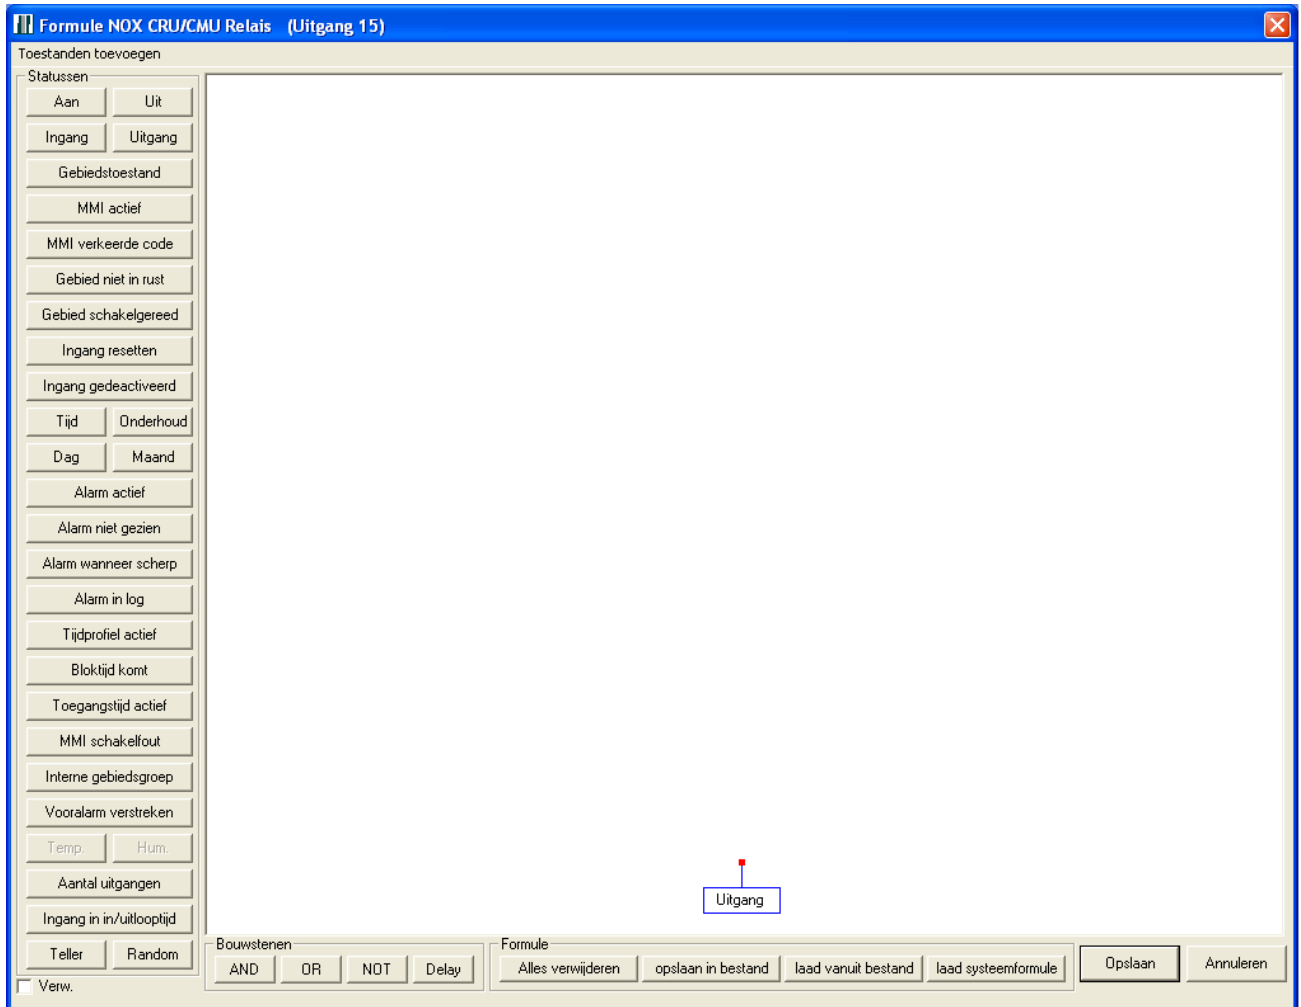 Formule NOX CRU/CMU Relais (Uitgang 15)
Toestanden toevoegen
Statussen
Aan Uit
Ingang Uitgang
Gebiedstoestand
MMI actief
MMI verkeerde code
Gebied niet in rust
Gebied schakelgereed
Ingang resetten
Ingang gedeactiveerd
Tijd Onderhoud
Dag Maand
Alarm actief
Alarm niet gezien
Alarm wanneer scherp
Alarm in log
Tijdprofiel actief
Bloktijd komt
Toegangstijd actief
MMI schakelfout
Interne gebiedsgroep
Vooralarm verstreken
Temp. Hum.
Aantal uitgangen
Ingang in in/uitlooptijd
Teller Random
Verw.
Uitgang
Bouwstenen
AND OR NOT Delay
Formule
Alles verwijderen opslaan in bestand laad vanuit bestand laad systeemformule
Opslaan Annuleren